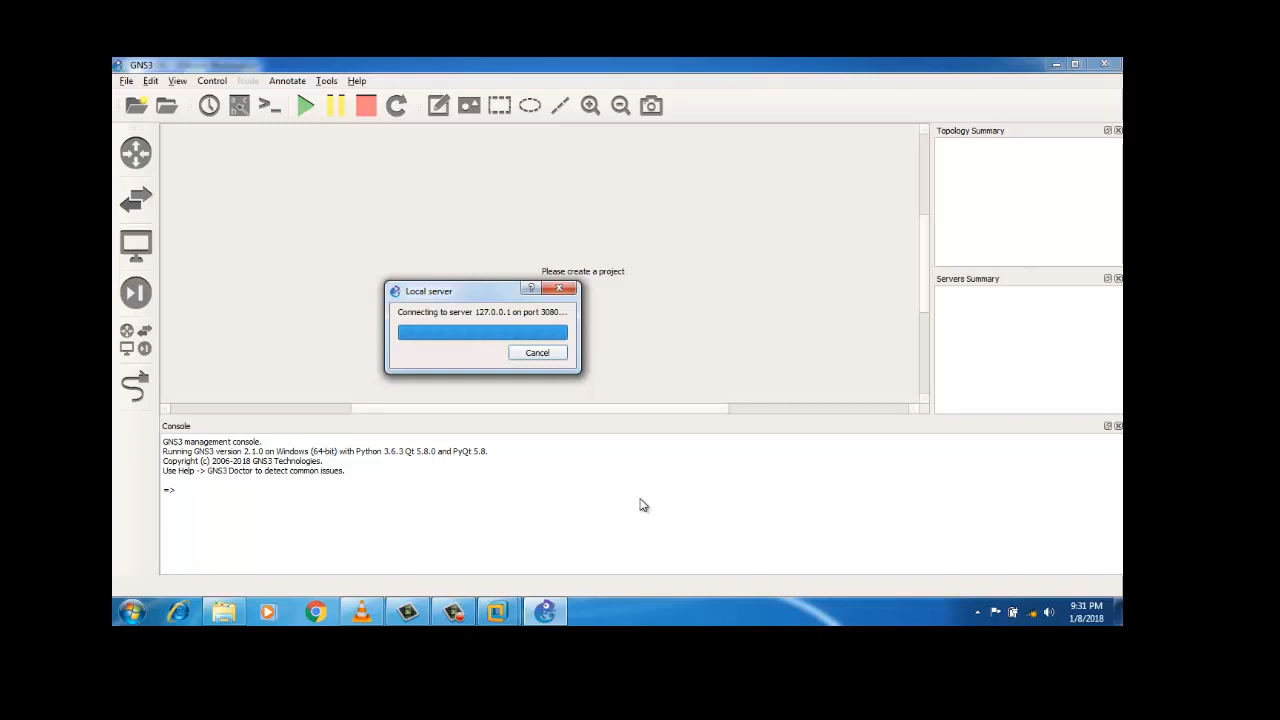 GNS3
File Edit View Control Node Annotate Tools Help
Topology Summary
Please create a project
Servers Summary
Local server
Connecting to server 127.0.0.1 on port 3080...
Cancel
Console
GNS3 management console.
Running GNS3 version 2.1.0 on Windows (64-bit) with Python 3.6.3 Qt 5.8.0 and PyQt 5.8.
Copyright (c) 2006-2018 GNS3 Technologies.
Use Help -> GNS3 Doctor to detect common issues.
=>
9:31 PM
1/8/2018